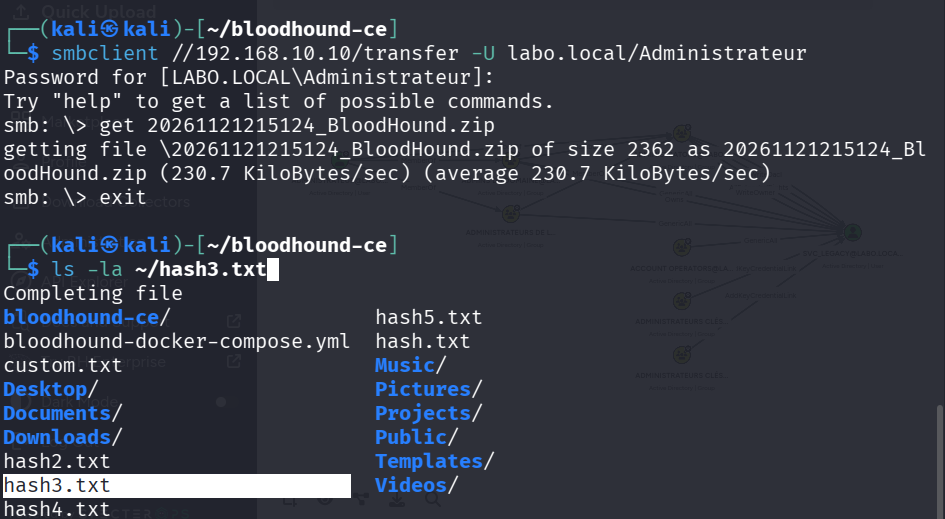 Quick Upload
┌──(kali㉿kali)-[~/bloodhound-ce]
└─$ smbclient //192.168.10.10/transfer -U labo.local/Administrateur
Password for [LABO.LOCAL\Administrateur]:
Try "help" to get a list of possible commands.
smb: \> get 20261121215124_BloodHound.zip
getting file \20261121215124_BloodHound.zip of size 2362 as 20261121215124_Bl
oodHound.zip (230.7 KiloBytes/sec) (average 230.7 KiloBytes/sec)
smb: \> exit
┌──(kali㉿kali)-[~/bloodhound-ce]
└─$ ls -la ~/hash3.txt
Completing file
bloodhound-ce/ hash5.txt
bloodhound-docker-compose.yml hash.txt
custom.txt Music/
Desktop/ Pictures/
Documents/ Projects/
Downloads/ Public/
hash2.txt Templates/
hash3.txt Videos/
hash4.txt